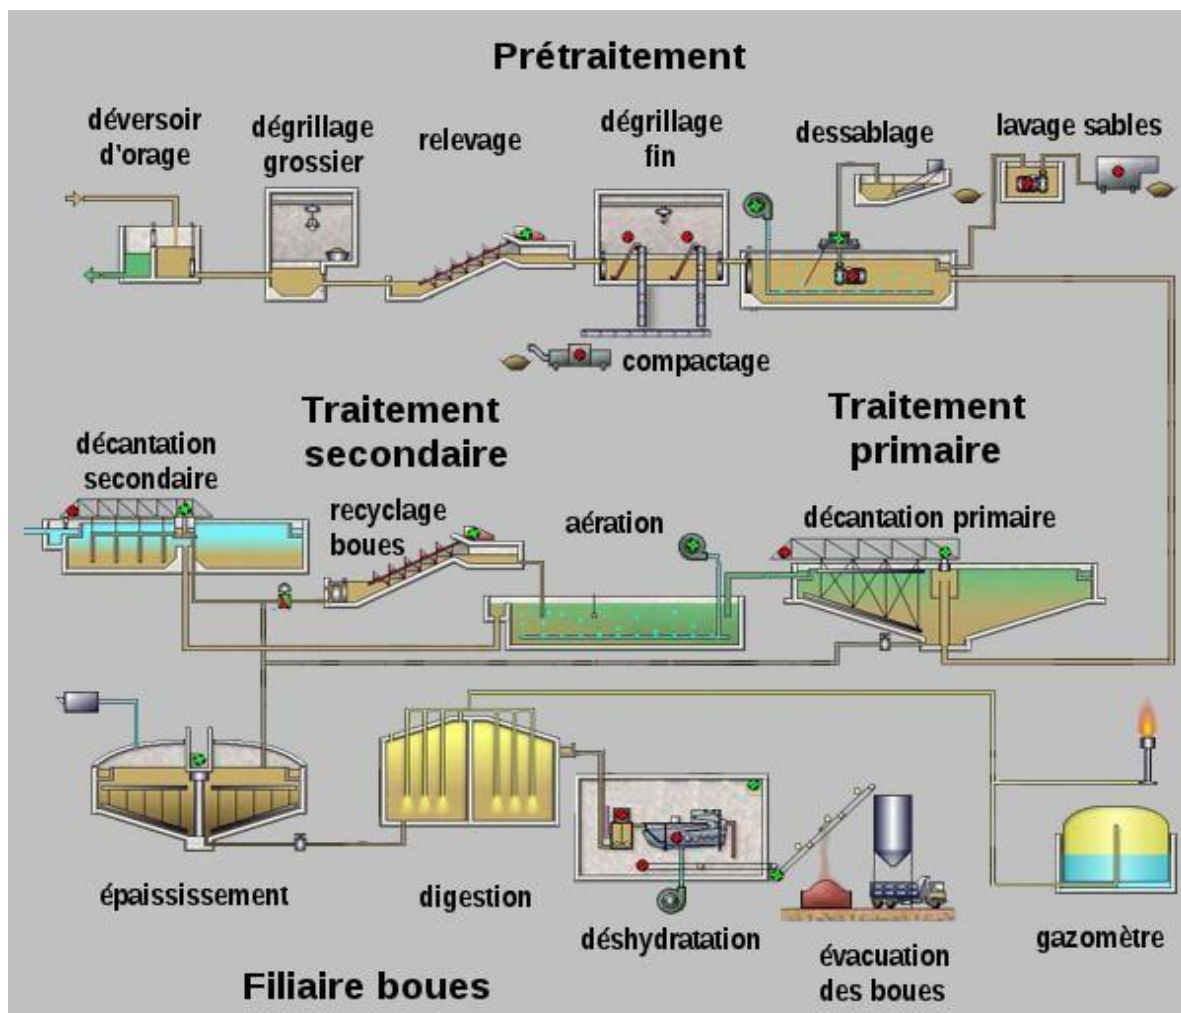 Prétraitement
déversoir
d'orage
dégrillage
grossier
relevage
dégrillage
fin
dessablage
lavage sables
compactage
Traitement
secondaire
Traitement
primaire
décantation
secondaire
recyclage
boues
aération
décantation primaire
épaississement
digestion
déshydratation
évacuation
des boues
gazomètre
Filiaire boues